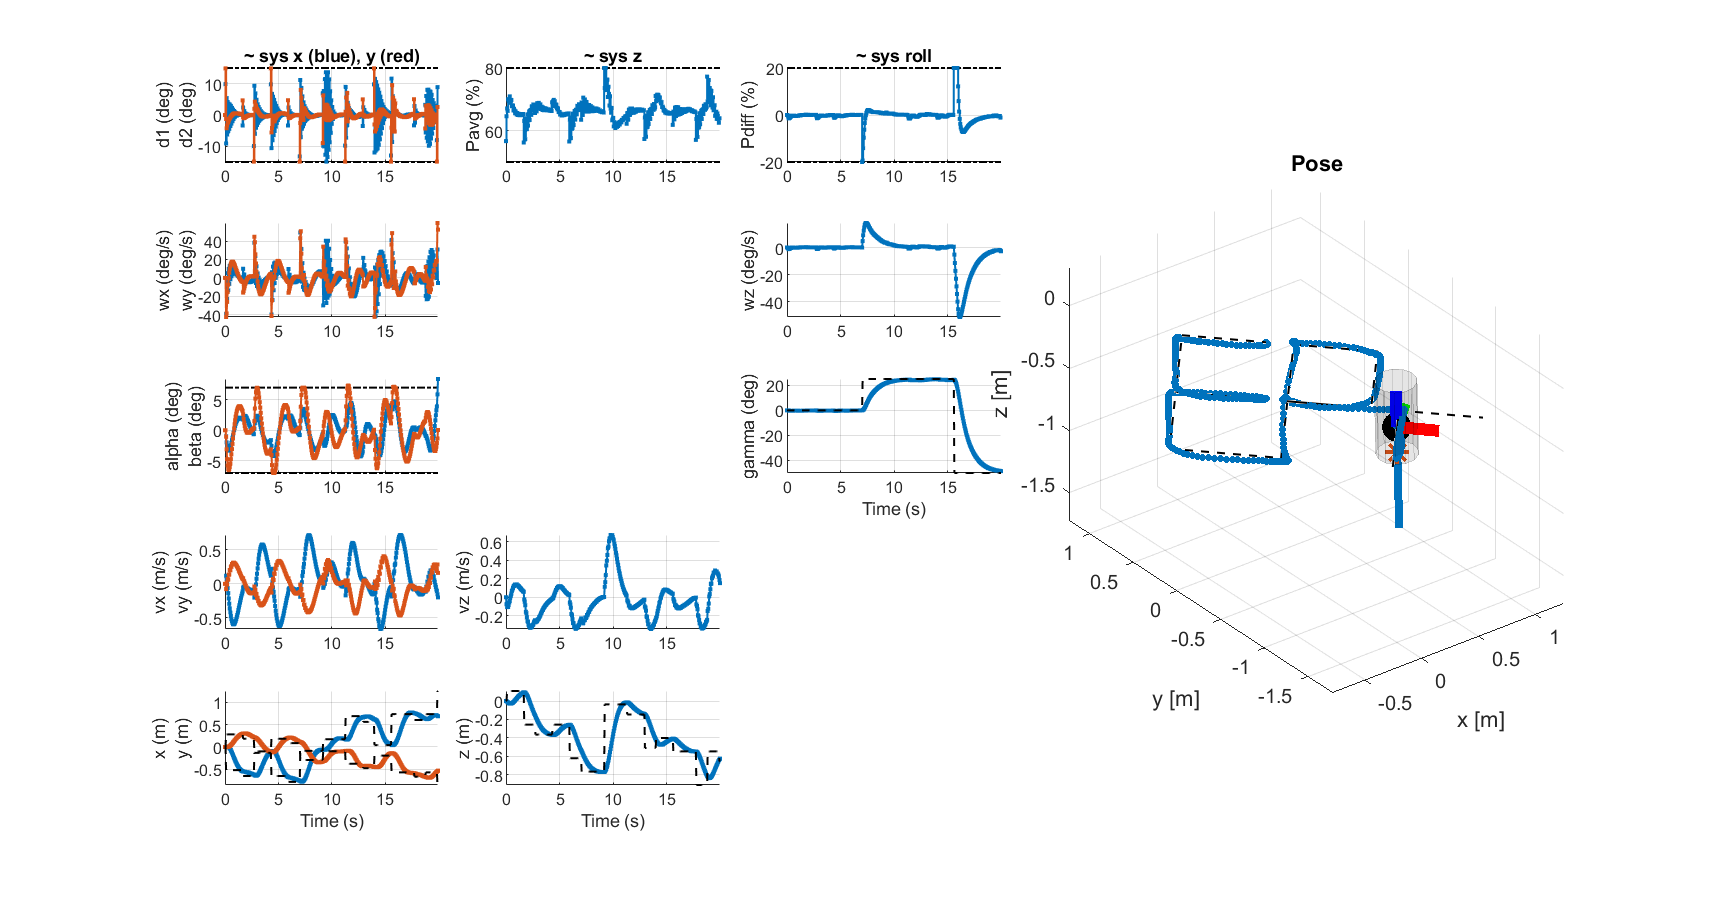 ~ sys x (blue), y (red)
~ sys z
~ sys roll
d1 (deg)
d2 (deg)
10
0
-10
0 5 10 15
Pavg (%)
80
60
0 5 10 15
Pdiff (%)
20
0
-20
0 5 10 15
wx (deg/s)
wy (deg/s)
40
20
0
-20
-40
0 5 10 15
wz (deg/s)
0
-20
-40
0 5 10 15
alpha (deg)
beta (deg)
5
0
-5
0 5 10 15
gamma (deg)
20
0
-20
-40
0 5 10 15
Time (s)
vx (m/s)
vy (m/s)
0.5
0
-0.5
0 5 10 15
vz (m/s)
0.6
0.4
0.2
0
-0.2
0 5 10 15
x (m)
y (m)
1
0.5
0
-0.5
0 5 10 15
Time (s)
z (m)
0
-0.2
-0.4
-0.6
-0.8
0 5 10 15
Time (s)
Pose
z [m]
0
-0.5
-1
-1.5
1
0.5
0
-0.5
-1
-1.5
y [m]
-0.5
0
0.5
1
x [m]